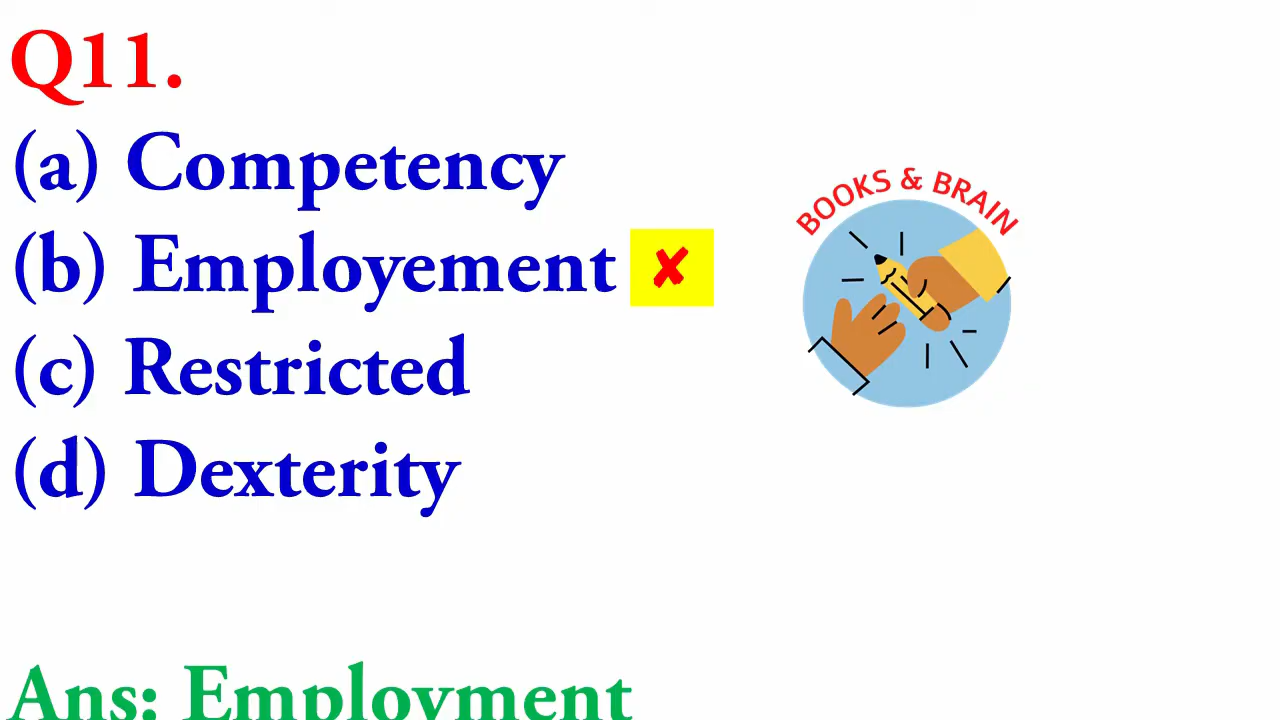 Q11.
(a) Competency
BOOKS & BRAIN
(b) Employement ✘
(c) Restricted
(d) Dexterity
Ans: Employment